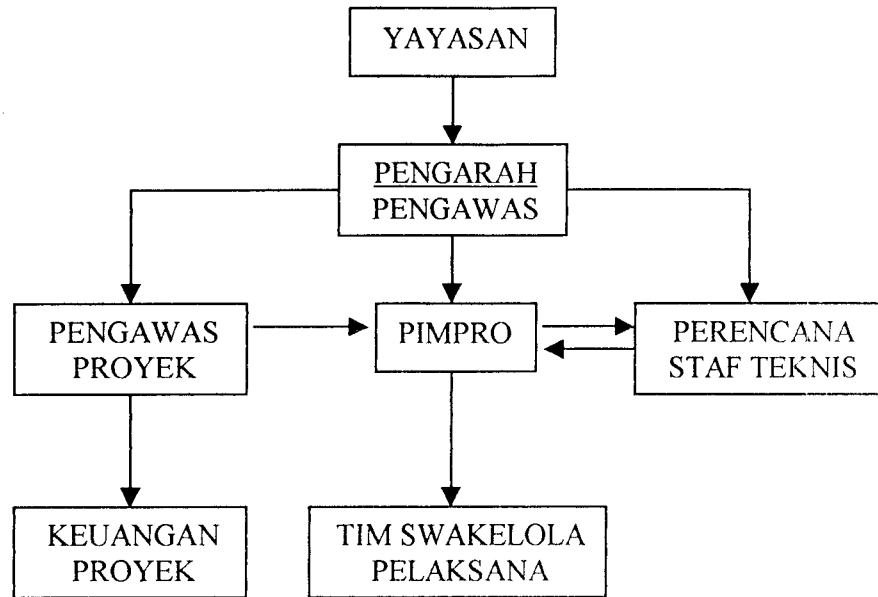 YAYASAN
PENGARAH
PENGAWAS
PENGAWAS
PROYEK
PIMPRO
PERENCANA
STAF TEKNIS
KEUANGAN
PROYEK
TIM SWAKELOLA
PELAKSANA